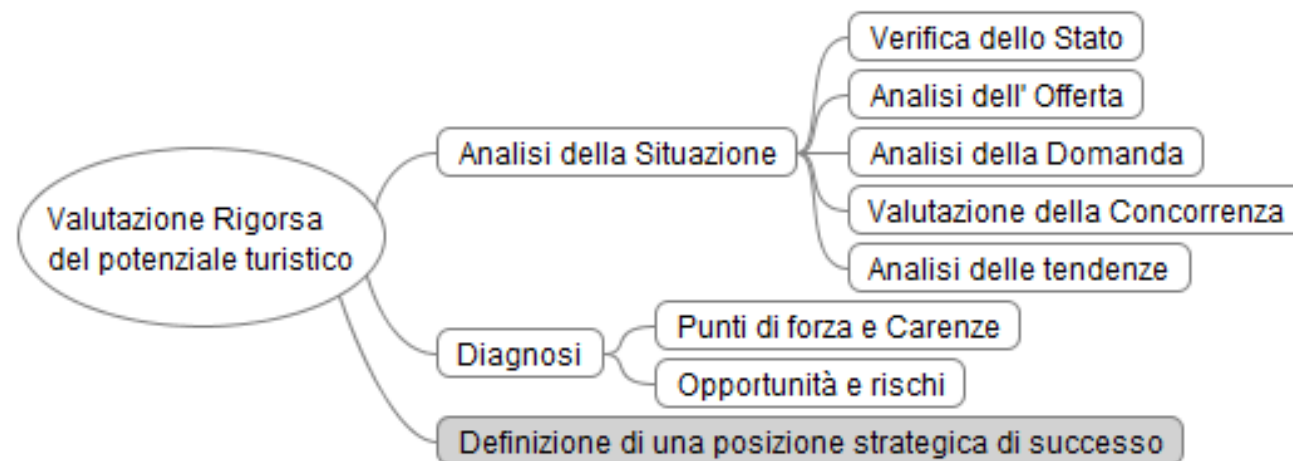 Valutazione Rigorsa
del potenziale turistico
Analisi della Situazione
Verifica dello Stato
Analisi dell' Offerta
Analisi della Domanda
Valutazione della Concorrenza
Analisi delle tendenze
Diagnosi
Punti di forza e Carenze
Opportunità e rischi
Definizione di una posizione strategica di successo